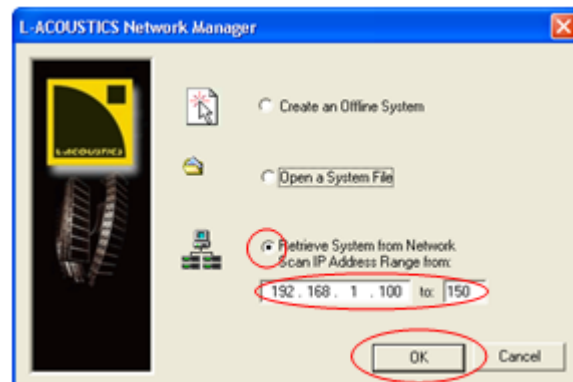 L-ACOUSTICS Network Manager
L-ACOUSTICS
Create an Offline System
Open a System File
Retrieve System from Network
Scan IP Address Range from:
192 . 168 . 1 . 100 to: 150
OK Cancel